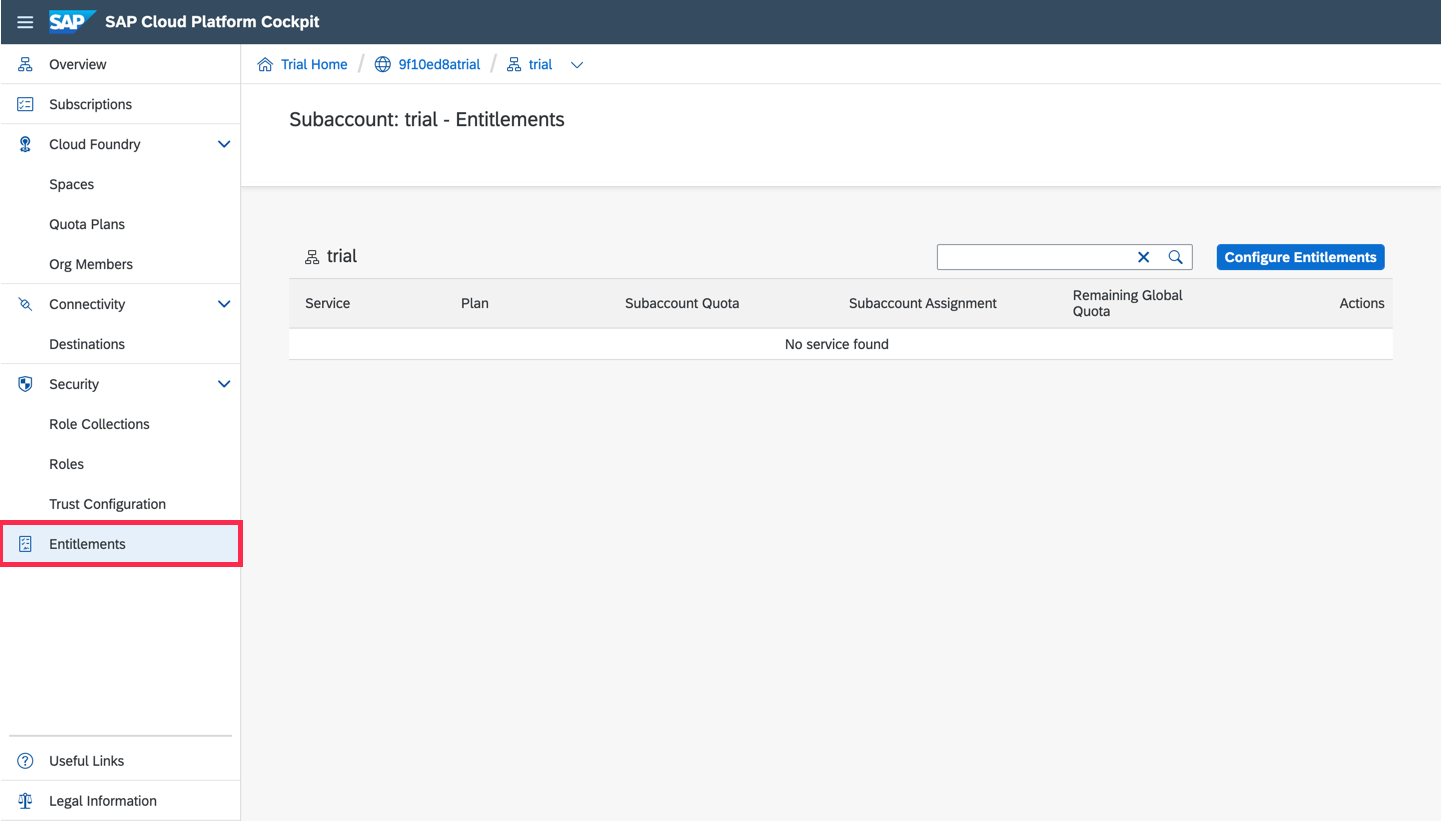 SAP SAP Cloud Platform Cockpit
Overview
Subscriptions
Cloud Foundry
Spaces
Quota Plans
Org Members
Connectivity
Destinations
Security
Role Collections
Roles
Trust Configuration
Entitlements
Useful Links
Legal Information
Trial Home / 9f10ed8atrial / trial
Subaccount: trial - Entitlements
trial
Configure Entitlements
Service Plan Subaccount Quota Subaccount Assignment Remaining Global Quota Actions
No service found